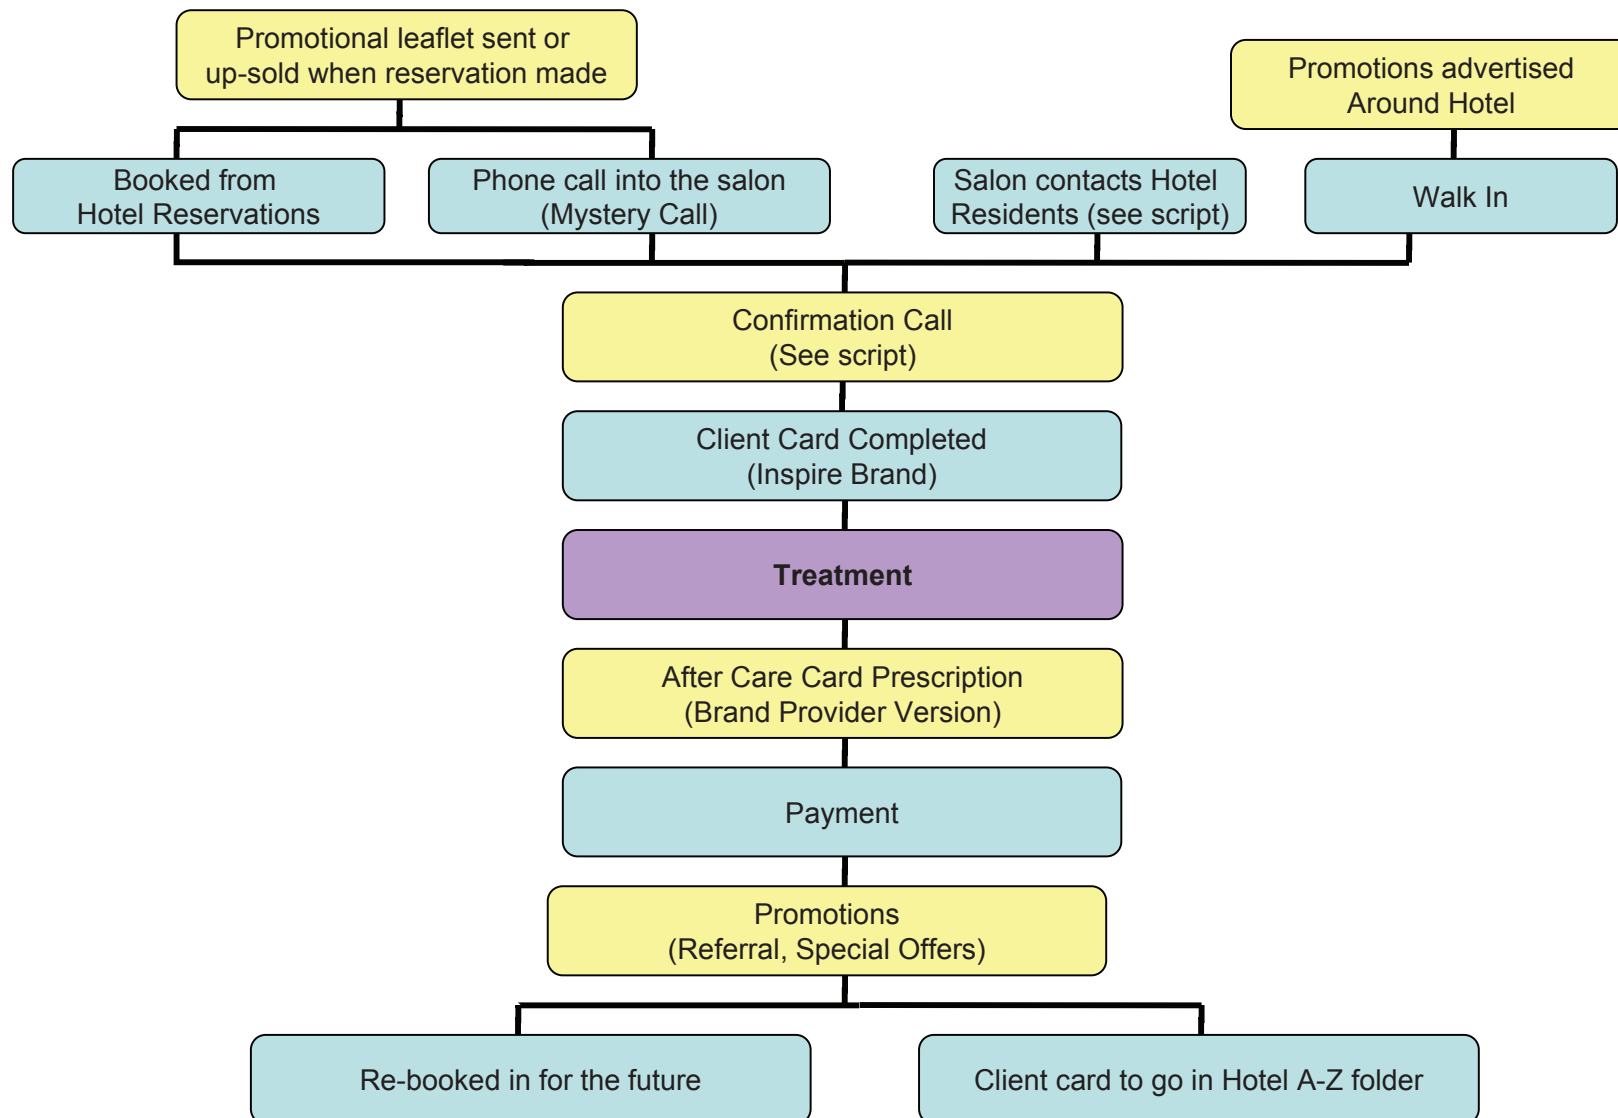 Promotional leaflet sent or
up-sold when reservation made
Promotions advertised
Around Hotel
Booked from
Hotel Reservations
Phone call into the salon
(Mystery Call)
Salon contacts Hotel
Residents (see script)
Walk In
Confirmation Call
(See script)
Client Card Completed
(Inspire Brand)
Treatment
After Care Card Prescription
(Brand Provider Version)
Payment
Promotions
(Referral, Special Offers)
Re-booked in for the future
Client card to go in Hotel A-Z folder